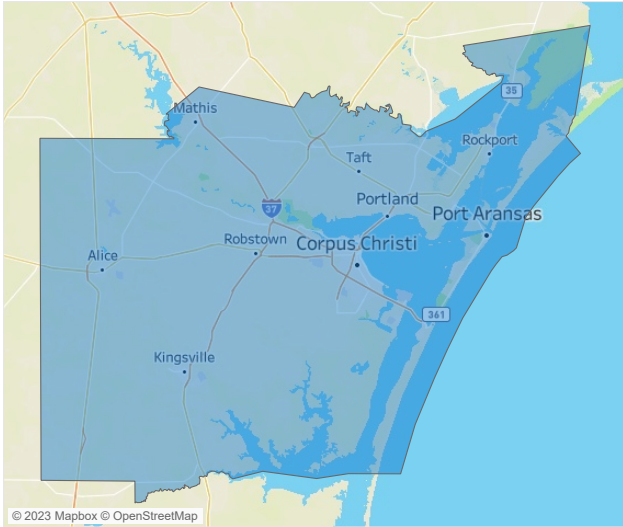 Mathis
35
Rockport
Taft
37
Portland
Port Aransas
Robstown
Corpus Christi
Alice
361
Kingsville
© 2023 Mapbox © OpenStreetMap